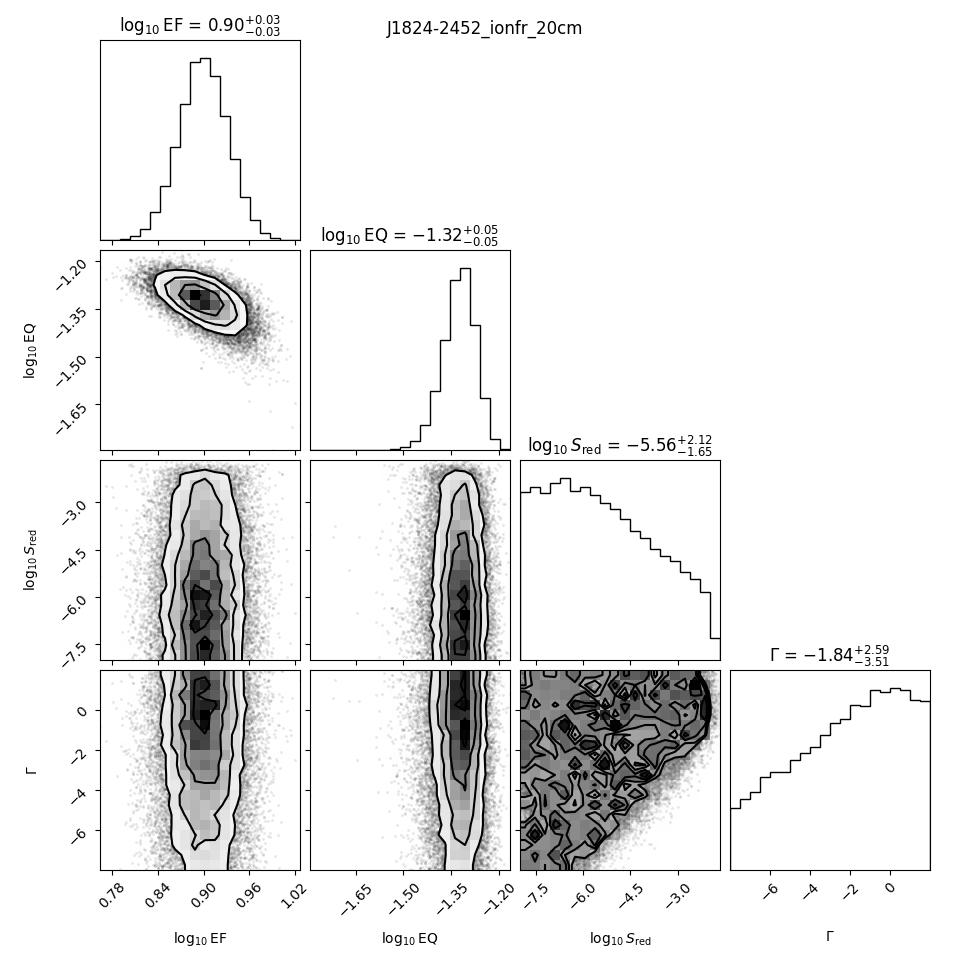 J1824-2452_ionfr_20cm
log₁₀ EF = 0.90 +0.03 −0.03
log₁₀ EQ = −1.32 +0.05 −0.05
−1.20
−1.35
−1.50
−1.65
log₁₀ EQ
log₁₀ S_red = −5.56 +2.12 −1.65
−3.0
−4.5
−6.0
−7.5
log₁₀ S_red
Γ = −1.84 +2.59 −3.51
0
−2
−4
−6
Γ
0.78 0.84 0.90 0.96 1.02
−1.65 −1.50 −1.35 −1.20
−7.5 −6.0 −4.5 −3.0
−6 −4 −2 0
log₁₀ EF
log₁₀ EQ
log₁₀ S_red
Γ